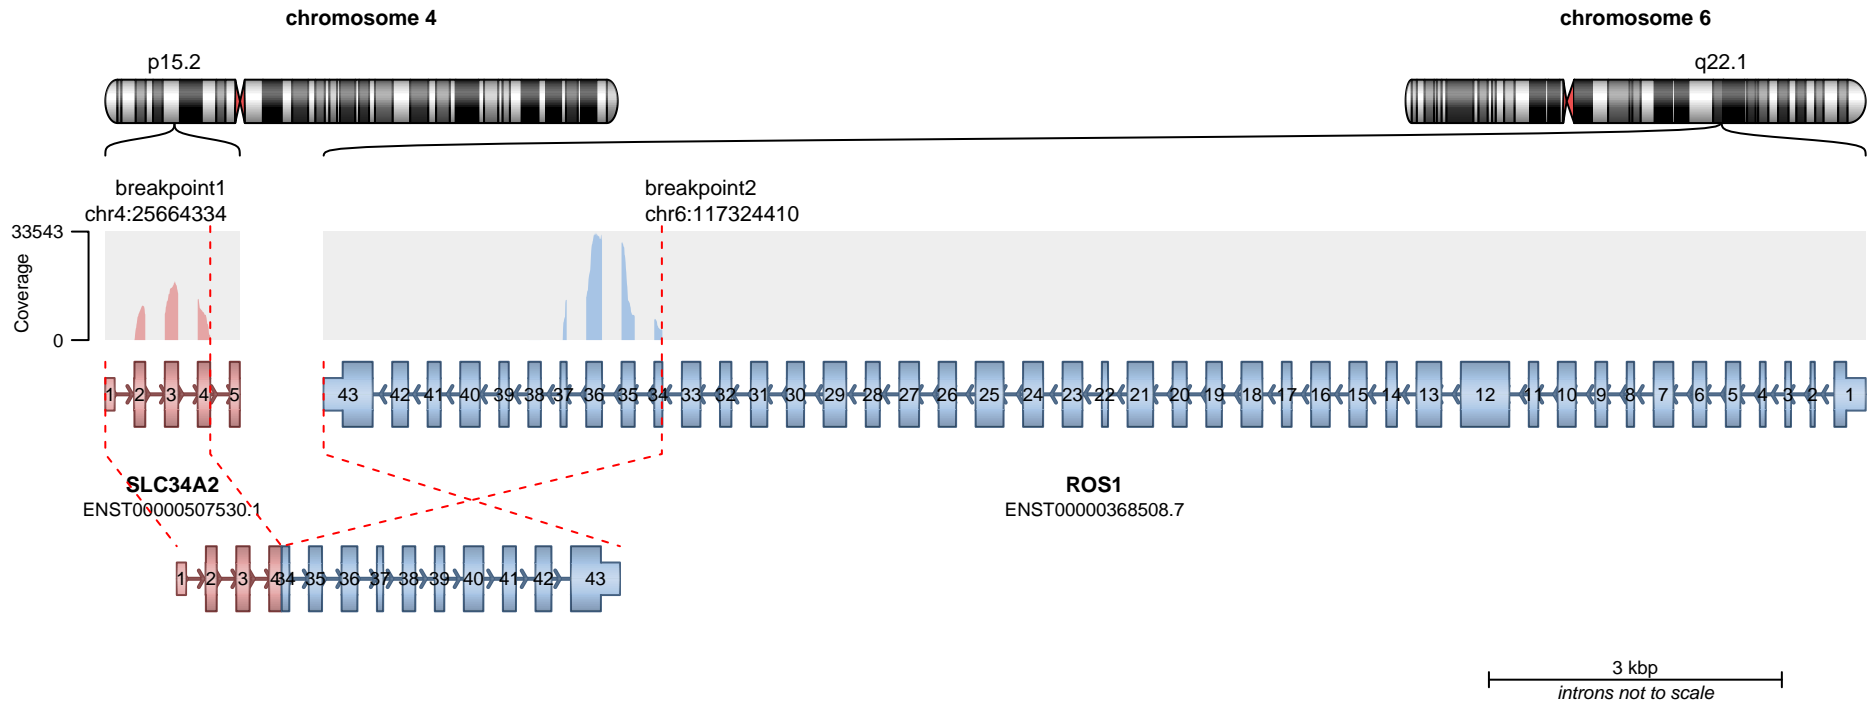 chromosome 4
chromosome 6
p15.2
q22.1
breakpoint1
chr4:25664334
breakpoint2
chr6:117324410
33543
Coverage
0
1 2 3 4 5
43 42 41 40 39 38 37 36 35 34 33 32 31 30 29 28 27 26 25 24 23 22 21 20 19 18 17 16 15 14 13 12 11 10 9 8 7 6 5 4 3 2 1
SLC34A2
ENST00000507530.1
ROS1
ENST00000368508.7
1 2 3 4 34 35 36 37 38 39 40 41 42 43
3 kbp
introns not to scale